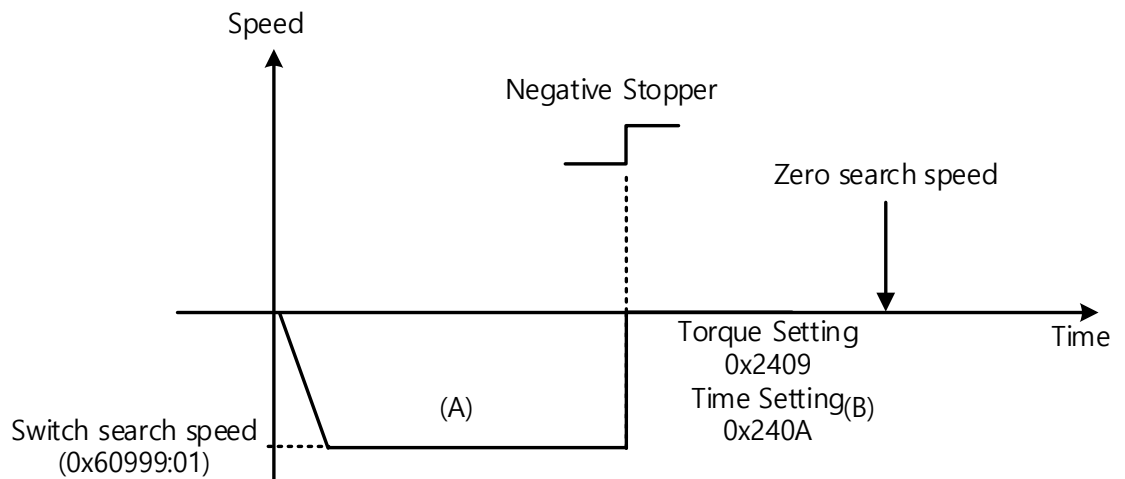 Speed
Negative Stopper
Zero search speed
Time
Torque Setting
0x2409
Time Setting(B)
0x240A
(A)
Switch search speed
(0x60999:01)